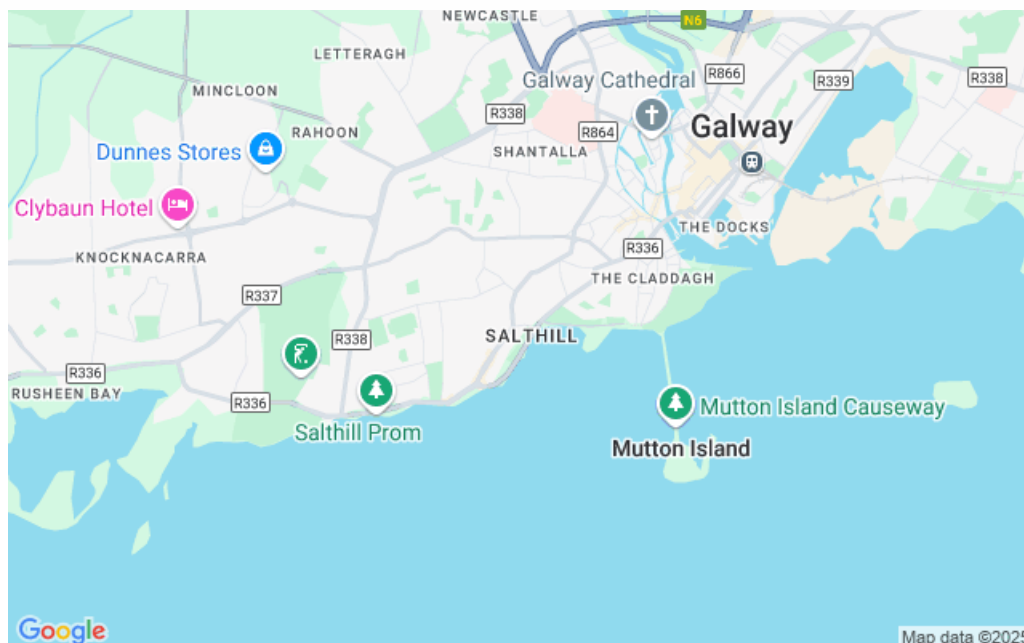 NEWCASTLE
N6
LETTERAGH
R866
R339
R338
Galway Cathedral
MINCLOON
R338
R864
Galway
RAHOON
Dunnes Stores
SHANTALLA
Clybaun Hotel
THE DOCKS
R336
KNOCKNACARRA
THE CLADDAGH
R337
SALTHILL
R338
R336
RUSHEEN BAY
R336
Mutton Island Causeway
Salthill Prom
Mutton Island
Google
Map data ©2025